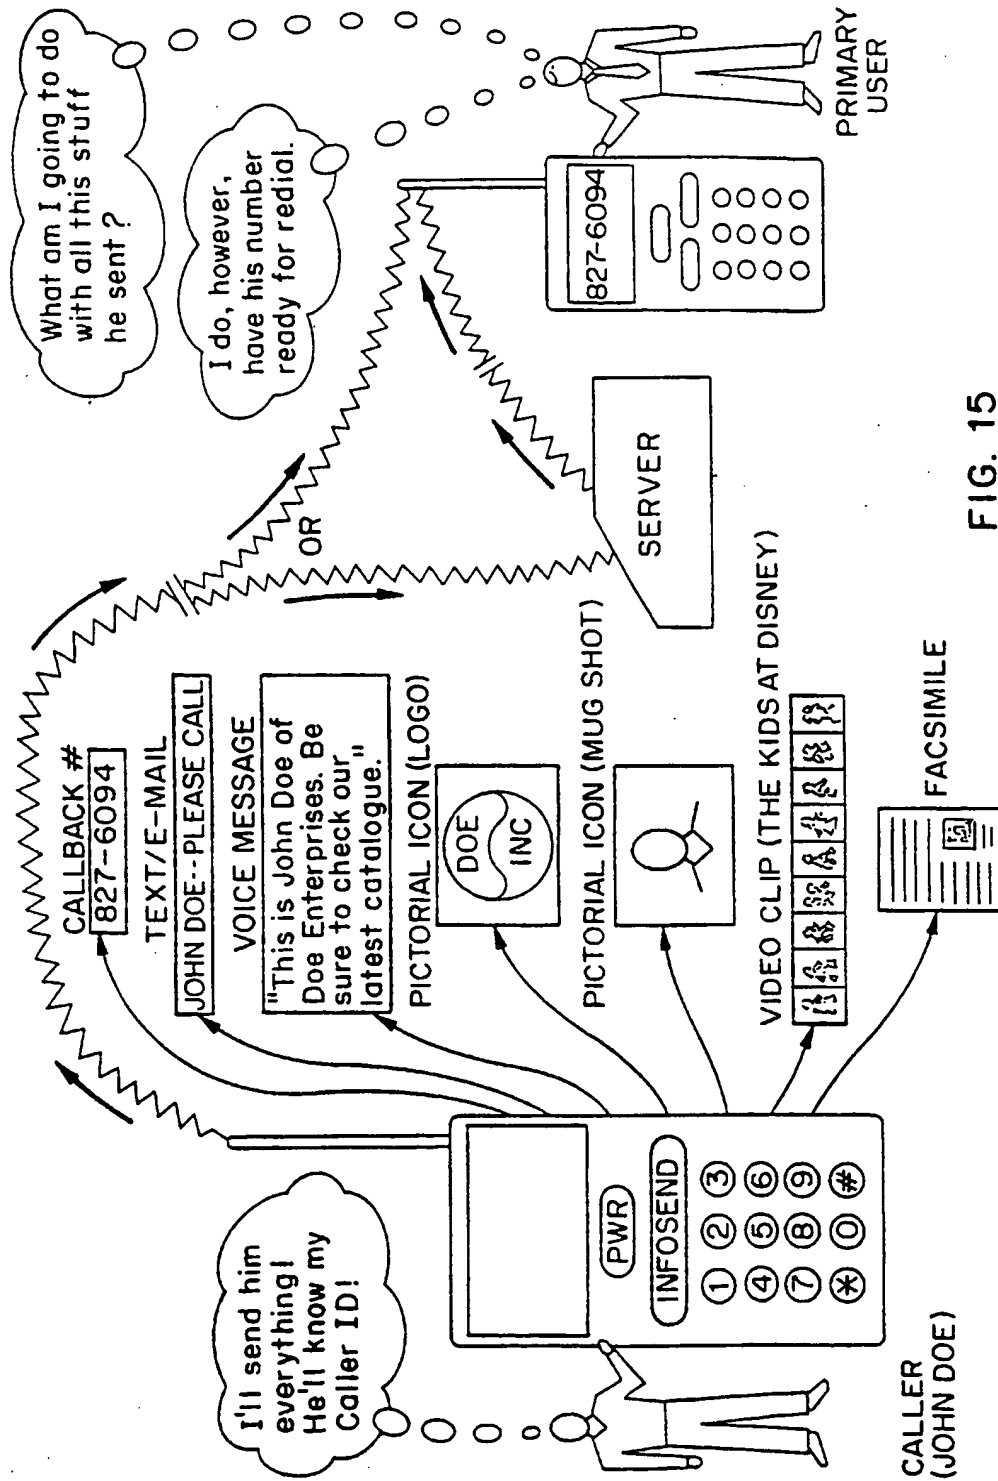 I'll send him
everything!
He'll know my
Caller ID!
CALLER
(JOHN DOE)
PWR
INFOSEND
1 2 3
4 5 6
7 8 9
* 0 #
CALLBACK #
827-6094
TEXT/E-MAIL
JOHN DOE--PLEASE CALL
VOICE MESSAGE
"This is John Doe of
Doe Enterprises. Be
sure to check our
latest catalogue."
PICTORIAL ICON (LOGO)
DOE
INC
PICTORIAL ICON (MUG SHOT)
VIDEO CLIP (THE KIDS AT DISNEY)
FACSIMILE
OR
SERVER
What am I going to do
with all this stuff
he sent?
I do, however,
have his number
ready for redial.
827-6094
PRIMARY
USER
FIG. 15